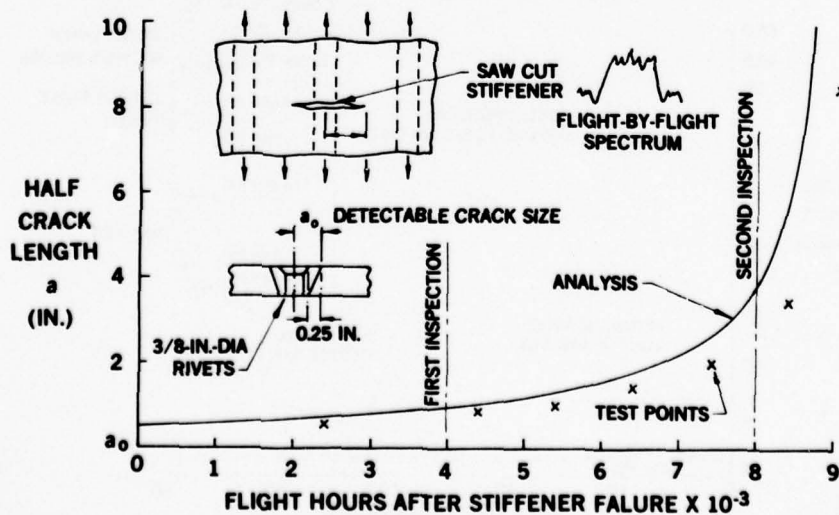 10
8
6
4
2
a₀
HALF
CRACK
LENGTH
a
(IN.)
SAW CUT
STIFFENER
FLIGHT-BY-FLIGHT
SPECTRUM
a₀ DETECTABLE CRACK SIZE
3/8-IN.-DIA
RIVETS
0.25 IN.
FIRST INSPECTION
ANALYSIS
SECOND INSPECTION
TEST POINTS
0 1 2 3 4 5 6 7 8 9
FLIGHT HOURS AFTER STIFFENER FALURE X 10⁻³